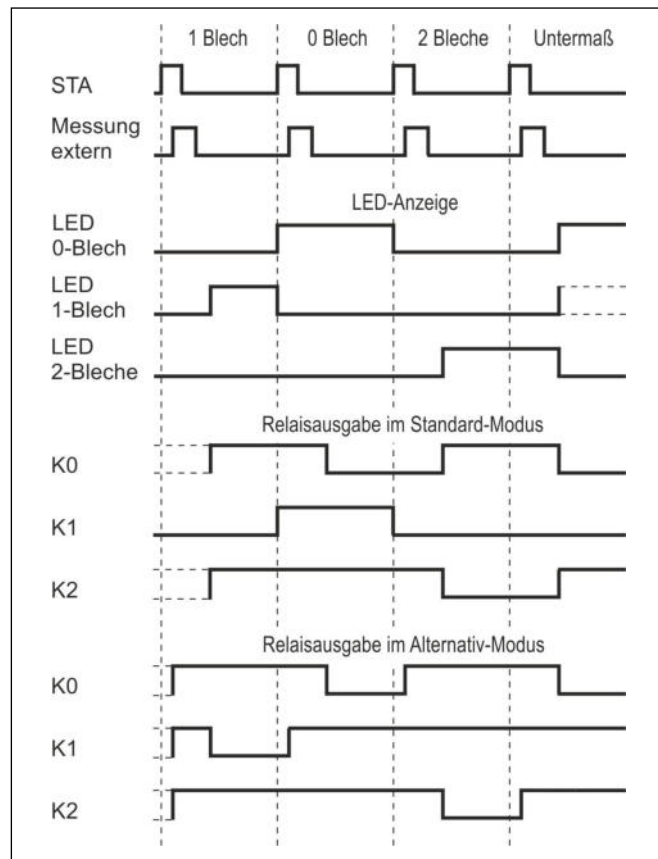 1 Blech 0 Blech 2 Bleche Untermaß
STA
Messung
extern
LED-Anzeige
LED
0-Blech
LED
1-Blech
LED
2-Bleche
Relaisausgabe im Standard-Modus
K0
K1
K2
Relaisausgabe im Alternativ-Modus
K0
K1
K2